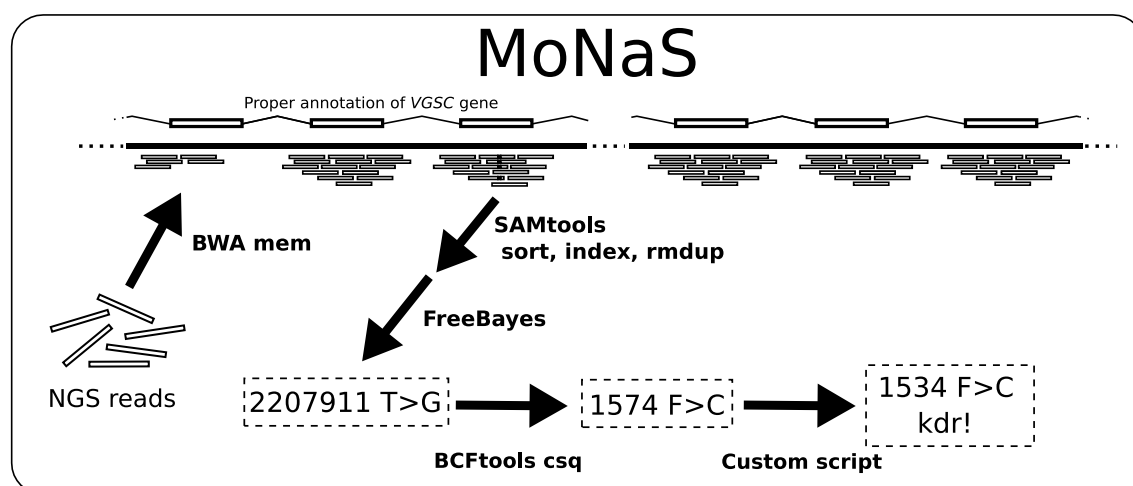 MoNaS
Proper annotation of VGSC gene
BWA mem
SAMtools
sort, index, rmdup
FreeBayes
NGS reads
2207911 T>G
1574 F>C
1534 F>C
kdr!
BCFtools csq
Custom script